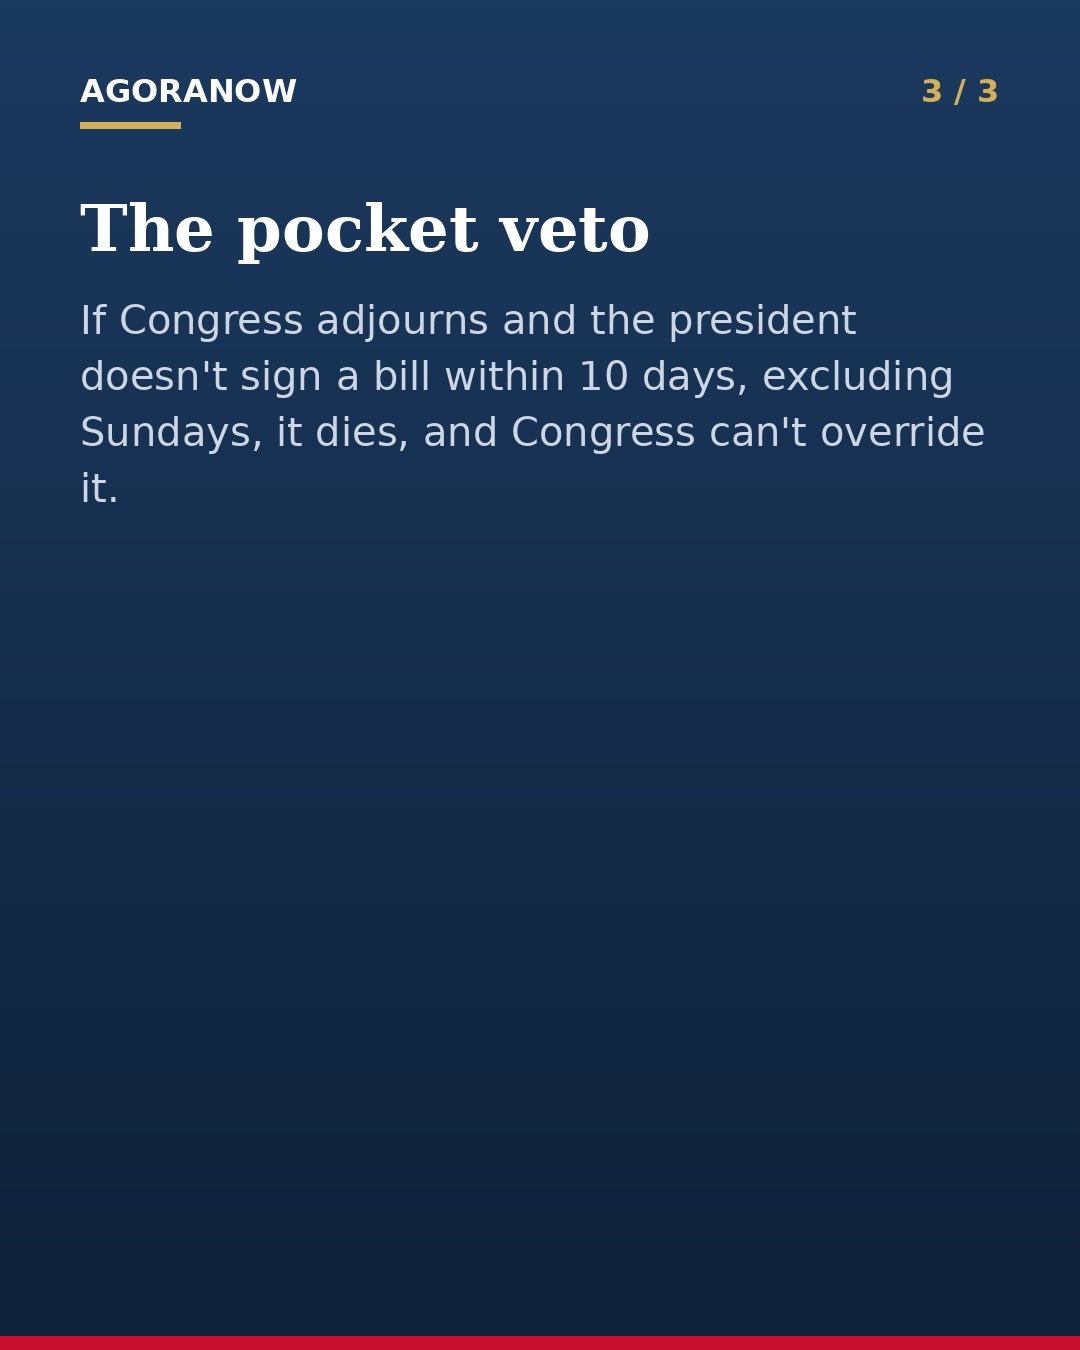 AGORANOW
3 / 3
The pocket veto
If Congress adjourns and the president
doesn't sign a bill within 10 days, excluding
Sundays, it dies, and Congress can't override
it.